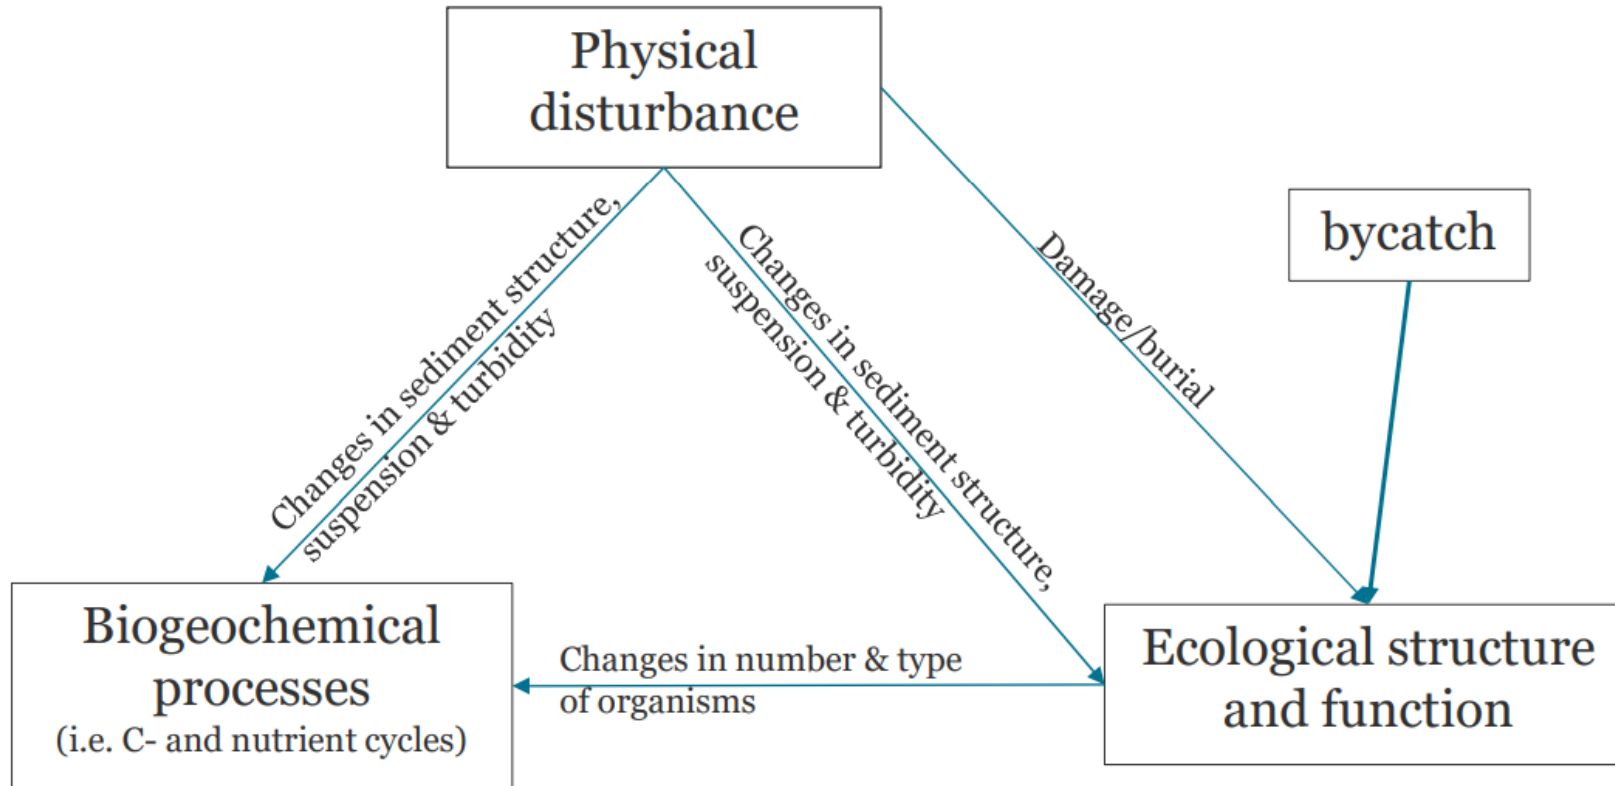 Physical
disturbance
bycatch
Changes in sediment structure,
suspension & turbidity
Changes in sediment structure,
suspension & turbidity
Damage/burial
Biogeochemical
processes
(i.e. C- and nutrient cycles)
Changes in number & type
of organisms
Ecological structure
and function